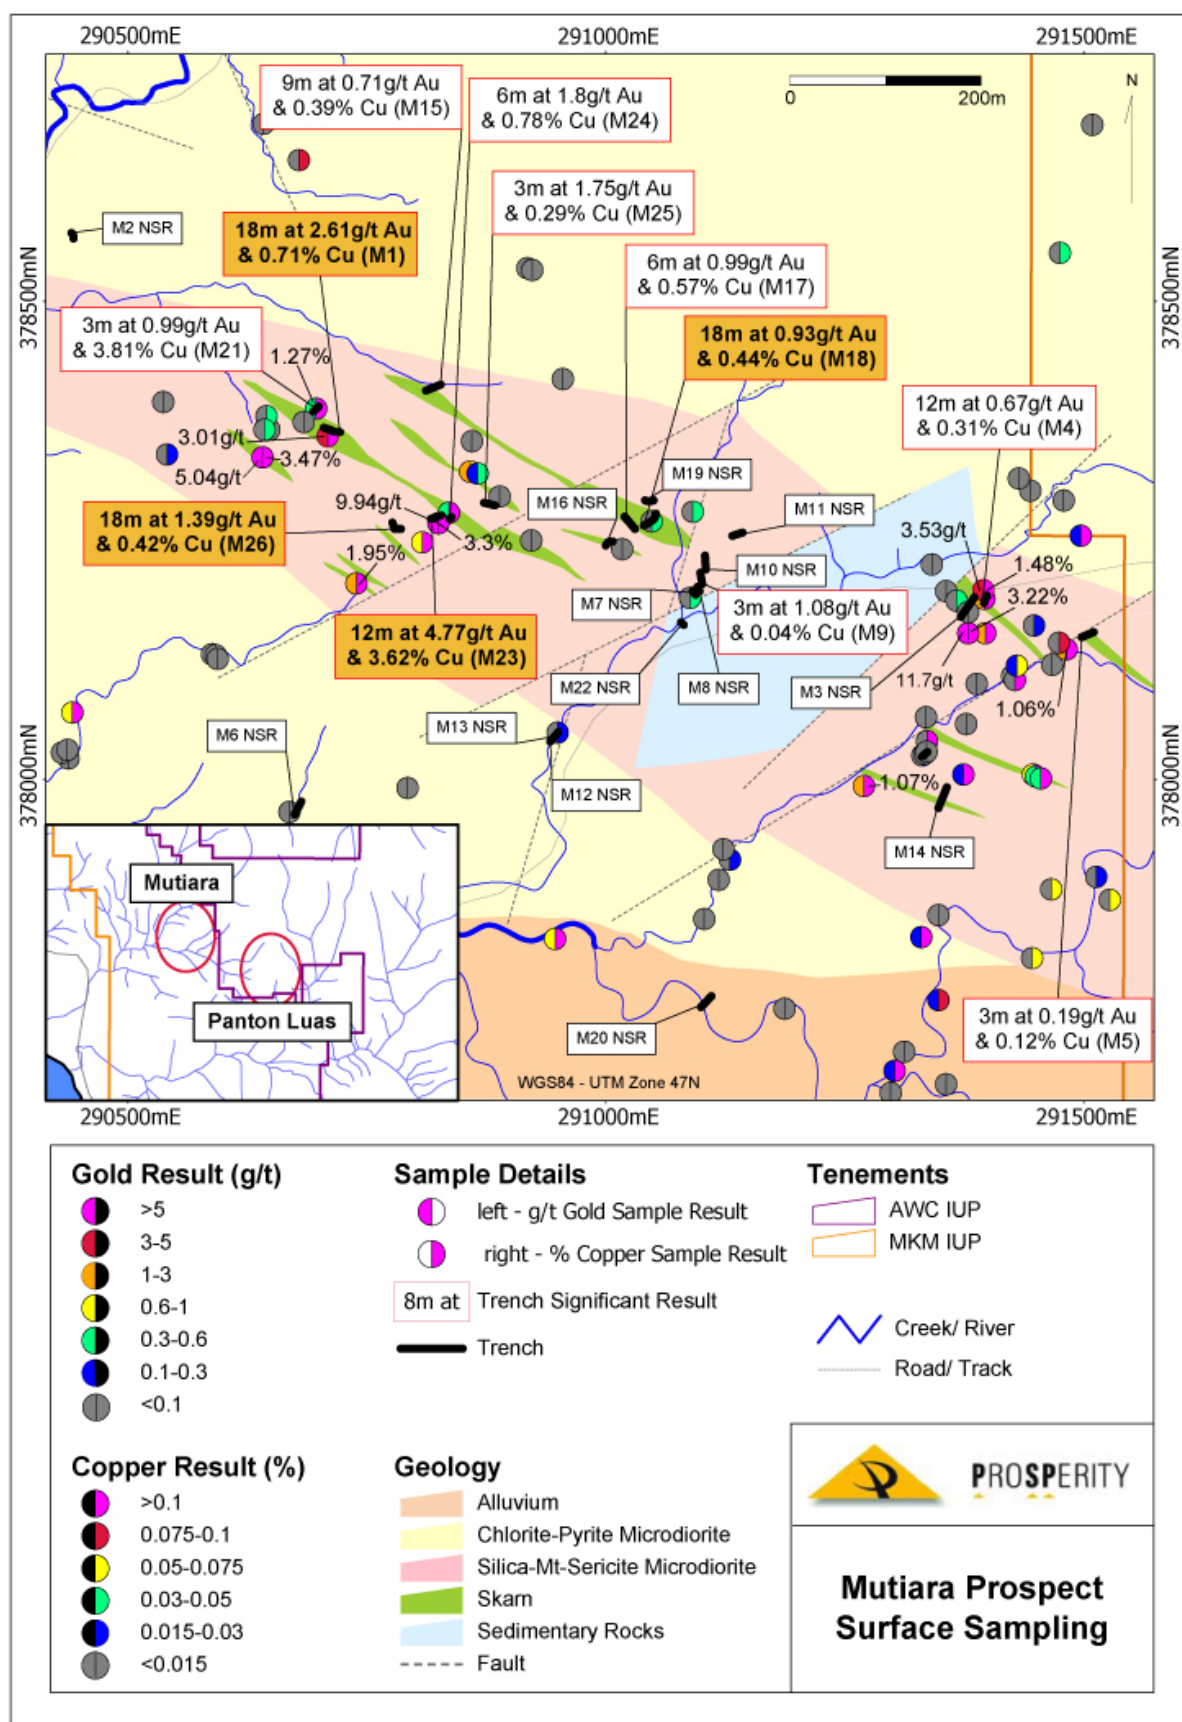 290500mE
291000mE
291500mE
9m at 0.71g/t Au
& 0.39% Cu (M15)
6m at 1.8g/t Au
& 0.78% Cu (M24)
0
200m
N
3m at 1.75g/t Au
& 0.29% Cu (M25)
M2 NSR
18m at 2.61g/t Au
& 0.71% Cu (M1)
6m at 0.99g/t Au
& 0.57% Cu (M17)
378500mN
378500mN
3m at 0.99g/t Au
& 3.81% Cu (M21)
1.27%
18m at 0.93g/t Au
& 0.44% Cu (M18)
12m at 0.67g/t Au
& 0.31% Cu (M4)
3.01g/t
3.47%
5.04g/t
M19 NSR
M16 NSR
M11 NSR
9.94g/t
18m at 1.39g/t Au
& 0.42% Cu (M26)
3.3%
3.53g/t
1.95%
M10 NSR
1.48%
M7 NSR
3.22%
3m at 1.08g/t Au
& 0.04% Cu (M9)
12m at 4.77g/t Au
& 3.62% Cu (M23)
M22 NSR
M8 NSR
M3 NSR
11.7g/t
1.06%
M6 NSR
M13 NSR
378000mN
378000mN
M12 NSR
1.07%
M14 NSR
Mutiara
Panton Luas
M20 NSR
3m at 0.19g/t Au
& 0.12% Cu (M5)
WGS84 - UTM Zone 47N
290500mE
291000mE
291500mE
Gold Result (g/t)
>5
3-5
1-3
0.6-1
0.3-0.6
0.1-0.3
<0.1
Copper Result (%)
>0.1
0.075-0.1
0.05-0.075
0.03-0.05
0.015-0.03
<0.015
Sample Details
left - g/t Gold Sample Result
right - % Copper Sample Result
8m at
Trench Significant Result
Trench
Geology
Alluvium
Chlorite-Pyrite Microdiorite
Silica-Mt-Sericite Microdiorite
Skarn
Sedimentary Rocks
Fault
Tenements
AWC IUP
MKM IUP
Creek/ River
Road/ Track
PROSPERITY
Mutiara Prospect
Surface Sampling